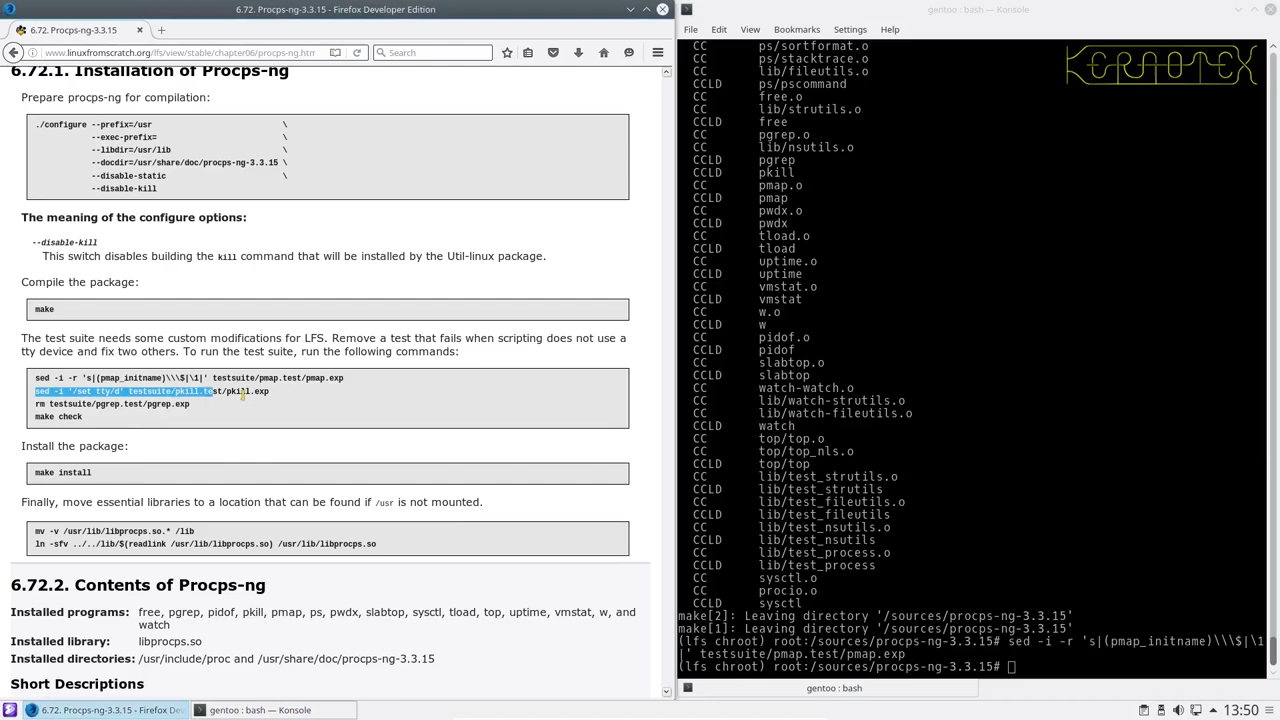 6.72. Procps-ng-3.3.15 - Firefox Developer Edition
6.72. Procps-ng-3.3.15
www.linuxfromscratch.org/lfs/view/stable/chapter06/procps-ng.htm
Search
6.72.1. Installation of Procps-ng
Prepare procps-ng for compilation:
./configure --prefix=/usr \
--exec-prefix= \
--libdir=/usr/lib \
--docdir=/usr/share/doc/procps-ng-3.3.15 \
--disable-static \
--disable-kill
The meaning of the configure options:
--disable-kill
This switch disables building the kill command that will be installed by the Util-linux package.
Compile the package:
make
The test suite needs some custom modifications for LFS. Remove a test that fails when scripting does not use a
tty device and fix two others. To run the test suite, run the following commands:
sed -i -r 's|(pmap_initname)\\\$|\1|' testsuite/pmap.test/pmap.exp
sed -i '/set tty/d' testsuite/pkill.test/pkill.exp
rm testsuite/pgrep.test/pgrep.exp
make check
Install the package:
make install
Finally, move essential libraries to a location that can be found if /usr is not mounted.
mv -v /usr/lib/libprocps.so.* /lib
ln -sfv ../../lib/$(readlink /usr/lib/libprocps.so) /usr/lib/libprocps.so
6.72.2. Contents of Procps-ng
Installed programs: free, pgrep, pidof, pkill, pmap, ps, pwdx, slabtop, sysctl, tload, top, uptime, vmstat, w, and
watch
Installed library: libprocps.so
Installed directories: /usr/include/proc and /usr/share/doc/procps-ng-3.3.15
Short Descriptions
gentoo : bash — Konsole
File Edit View Bookmarks Settings Help
KERNOTEX
CC ps/sortformat.o
CC ps/stacktrace.o
CC lib/fileutils.o
CCLD ps/pscommand
CC free.o
CC lib/strutils.o
CCLD free
CC pgrep.o
CC lib/nsutils.o
CCLD pgrep
CCLD pkill
CC pmap.o
CCLD pmap
CC pwdx.o
CCLD pwdx
CC tload.o
CCLD tload
CC uptime.o
CCLD uptime
CC vmstat.o
CCLD vmstat
CC w.o
CCLD w
CC pidof.o
CCLD pidof
CC slabtop.o
CCLD slabtop
CC watch-watch.o
CC lib/watch-strutils.o
CC lib/watch-fileutils.o
CCLD watch
CC top/top.o
CC top/top_nls.o
CCLD top/top
CC lib/test_strutils.o
CCLD lib/test_strutils
CC lib/test_fileutils.o
CCLD lib/test_fileutils
CC lib/test_nsutils.o
CCLD lib/test_nsutils
CC lib/test_process.o
CCLD lib/test_process
CC sysctl.o
CC procio.o
CCLD sysctl
make[2]: Leaving directory '/sources/procps-ng-3.3.15'
make[1]: Leaving directory '/sources/procps-ng-3.3.15'
(lfs chroot) root:/sources/procps-ng-3.3.15# sed -i -r 's|(pmap_initname)\\\$|\1
|' testsuite/pmap.test/pmap.exp
(lfs chroot) root:/sources/procps-ng-3.3.15#
gentoo : bash
6.72. Procps-ng-3.3.15 - Firefox Dev
gentoo : bash — Konsole
13:50